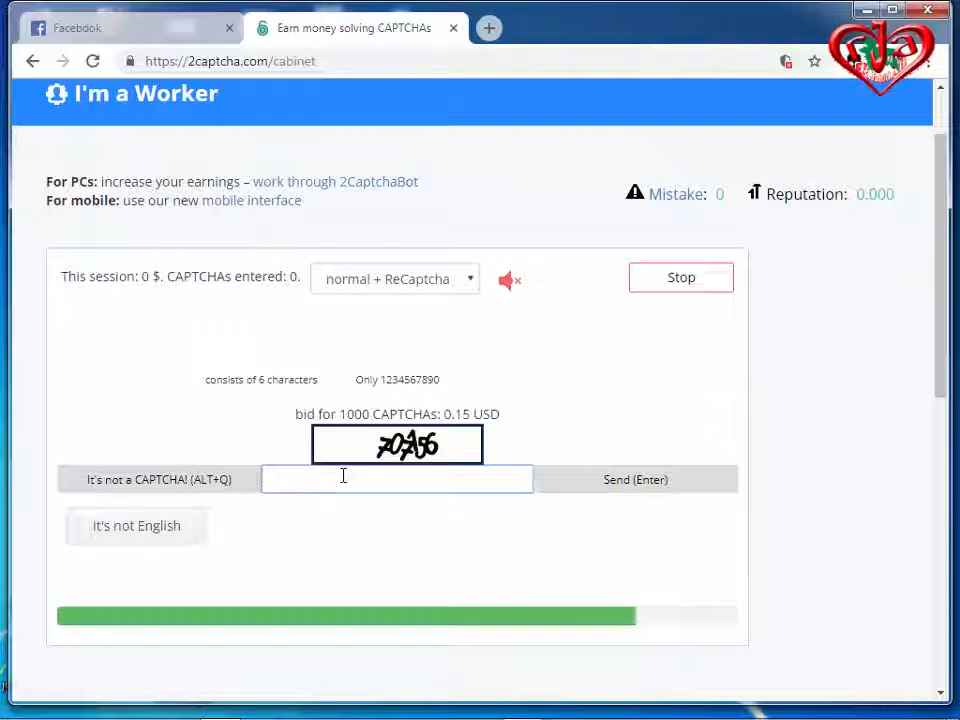 Facebook
Earn money solving CAPTCHAs
https://2captcha.com/cabinet
I'm a Worker
For PCs: increase your earnings – work through 2CaptchaBot
For mobile: use our new mobile interface
Mistake: 0 Reputation: 0.000
This session: 0 $. CAPTCHAs entered: 0. normal + ReCaptcha Stop
consists of 6 characters Only 1234567890
bid for 1000 CAPTCHAs: 0.15 USD
It's not a CAPTCHA! (ALT+Q) Send (Enter)
It's not English